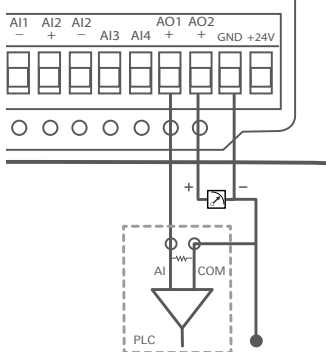 AI1 AI2 AI2 AO1 AO2
− + − AI3 AI4 + + GND +24V
+ −
AI COM
PLC